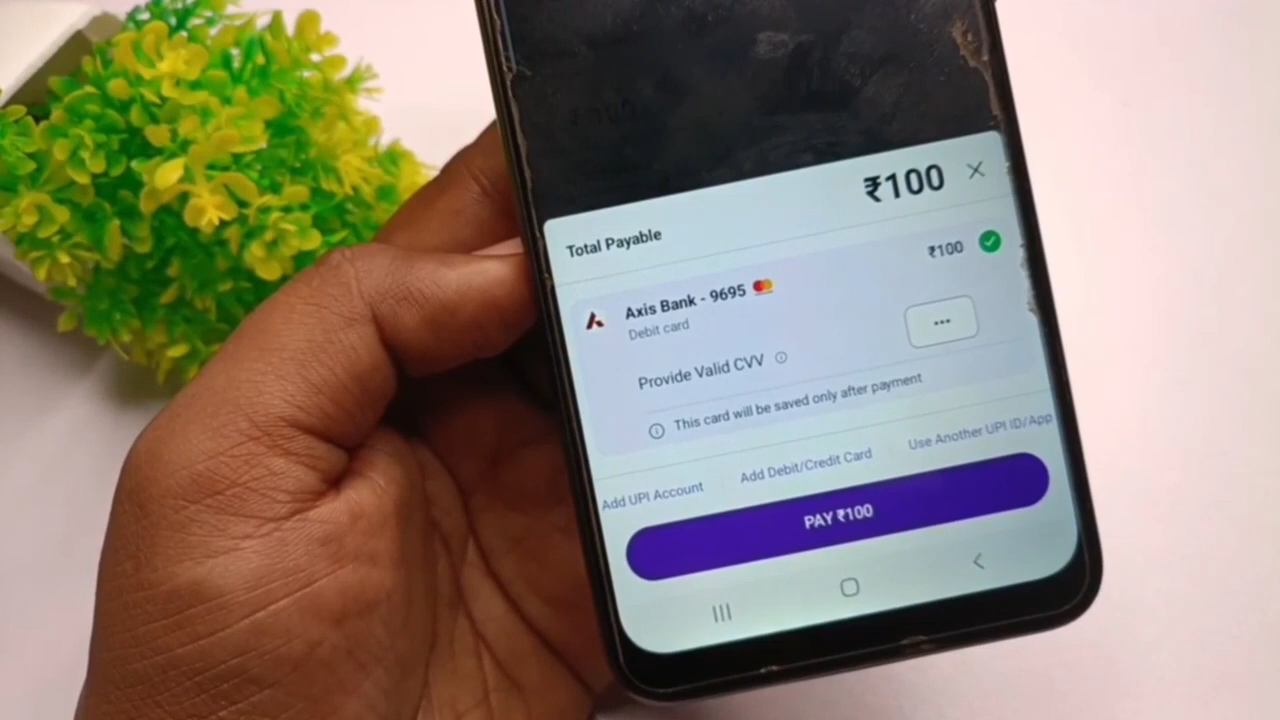 ₹100
Total Payable
₹100
Axis Bank - 9695
Debit card
Provide Valid CVV
•••
This card will be saved only after payment
Add UPI Account
Add Debit/Credit Card
Use Another UPI ID/App
PAY ₹100